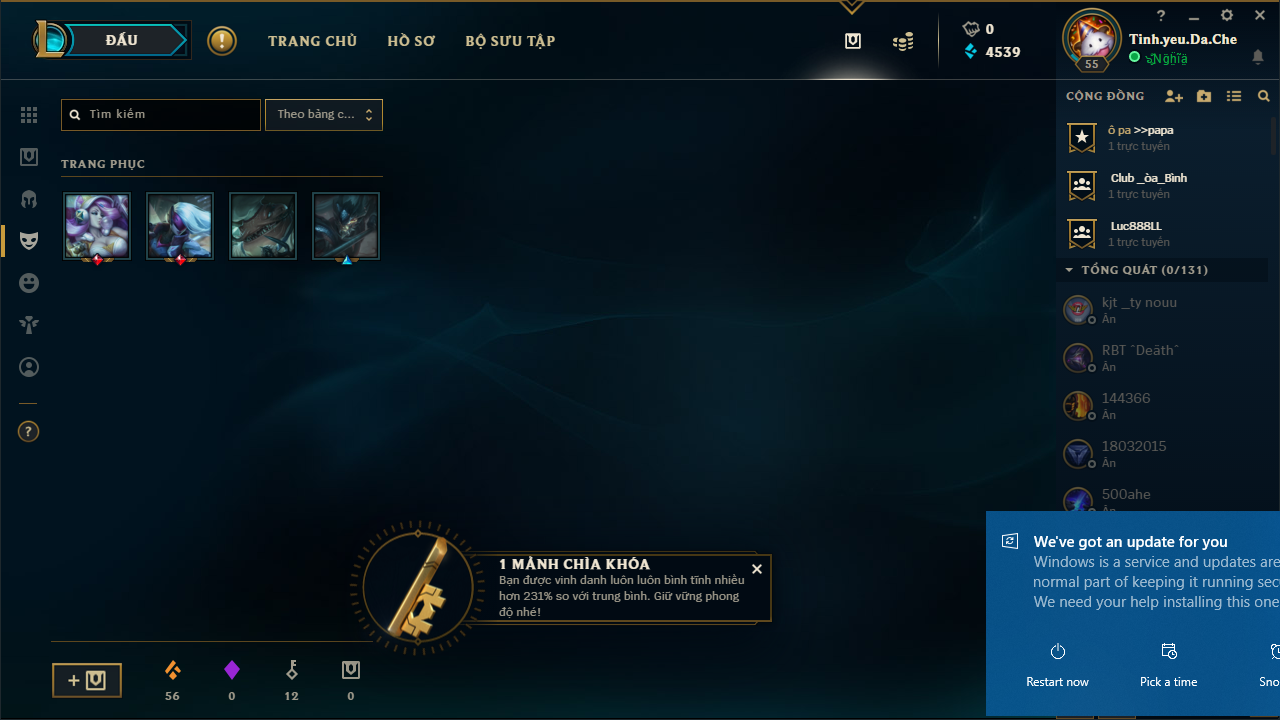 ĐẤU
!
TRANG CHỦ
HỒ SƠ
BỘ SƯU TẬP
0
4539
?
55
Tinh.yeu.Da.Che
Tìm kiếm
Theo bảng c...
TRANG PHỤC
?
CỘNG ĐỒNG
ô pa >>papa
1 trực tuyến
Club _òa_Bình
1 trực tuyến
Luc888LL
1 trực tuyến
TỔNG QUÁT (0/131)
kjt _ty nouu
Ẩn
RBT ˆDeäthˆ
Ẩn
144366
Ẩn
18032015
Ẩn
500ahe
Ẩn
1 MẢNH CHÌA KHÓA
Bạn được vinh danh luôn luôn bình tĩnh nhiều
hơn 231% so với trung bình. Giữ vững phong
độ nhé!
56
0
12
0
We've got an update for you
Windows is a service and updates are
normal part of keeping it running sec
We need your help installing this one
Restart now
Pick a time
Sno